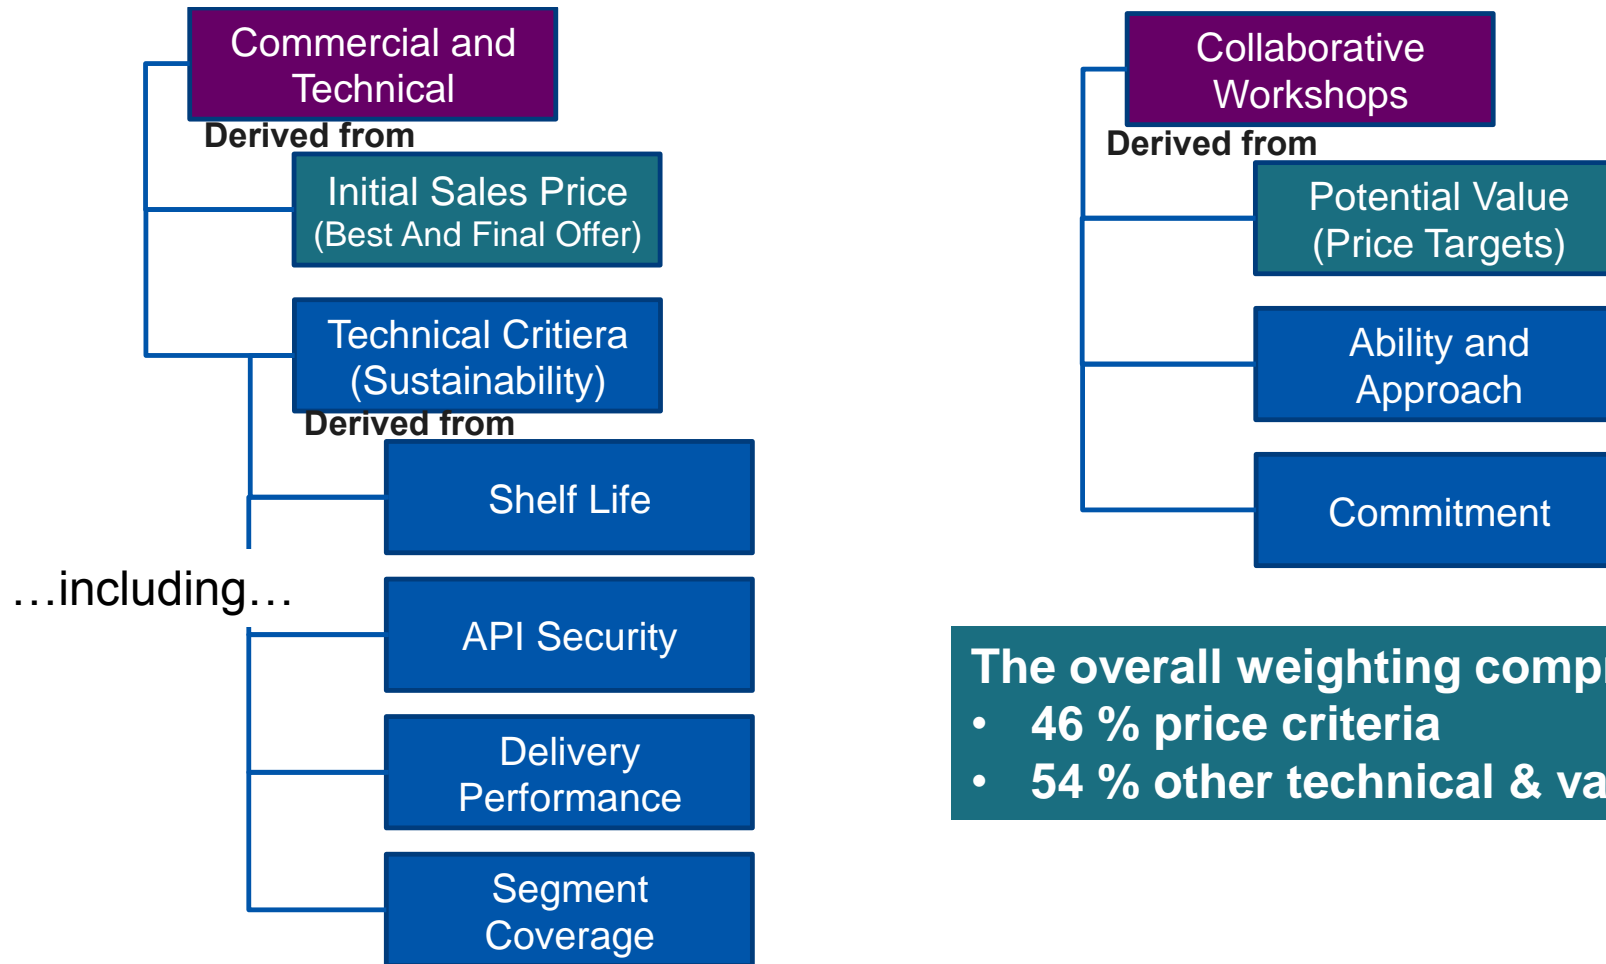 Commercial and
Technical
Derived from
Initial Sales Price
(Best And Final Offer)
Technical Critiera
(Sustainability)
Derived from
Shelf Life
…including…
API Security
Delivery
Performance
Segment
Coverage
Collaborative
Workshops
Derived from
Potential Value
(Price Targets)
Ability and
Approach
Commitment
The overall weighting
• 46 % price criteria
• 54 % other technical &